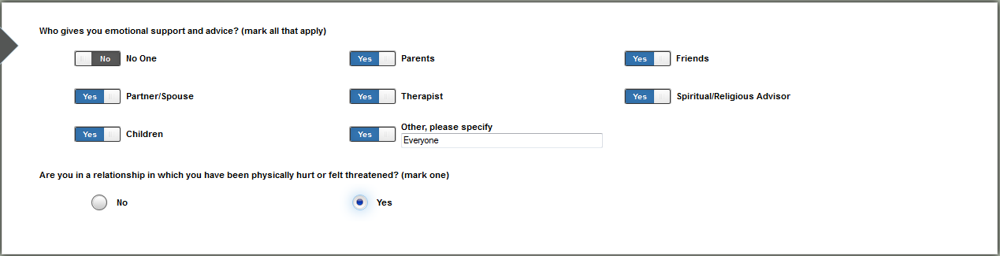 Who gives you emotional support and advice? (mark all that apply)
No No One Yes Parents Yes Friends
Yes Partner/Spouse Yes Therapist Yes Spiritual/Religious Advisor
Yes Children Yes Other, please specify
Everyone
Are you in a relationship in which you have been physically hurt or felt threatened? (mark one)
No Yes